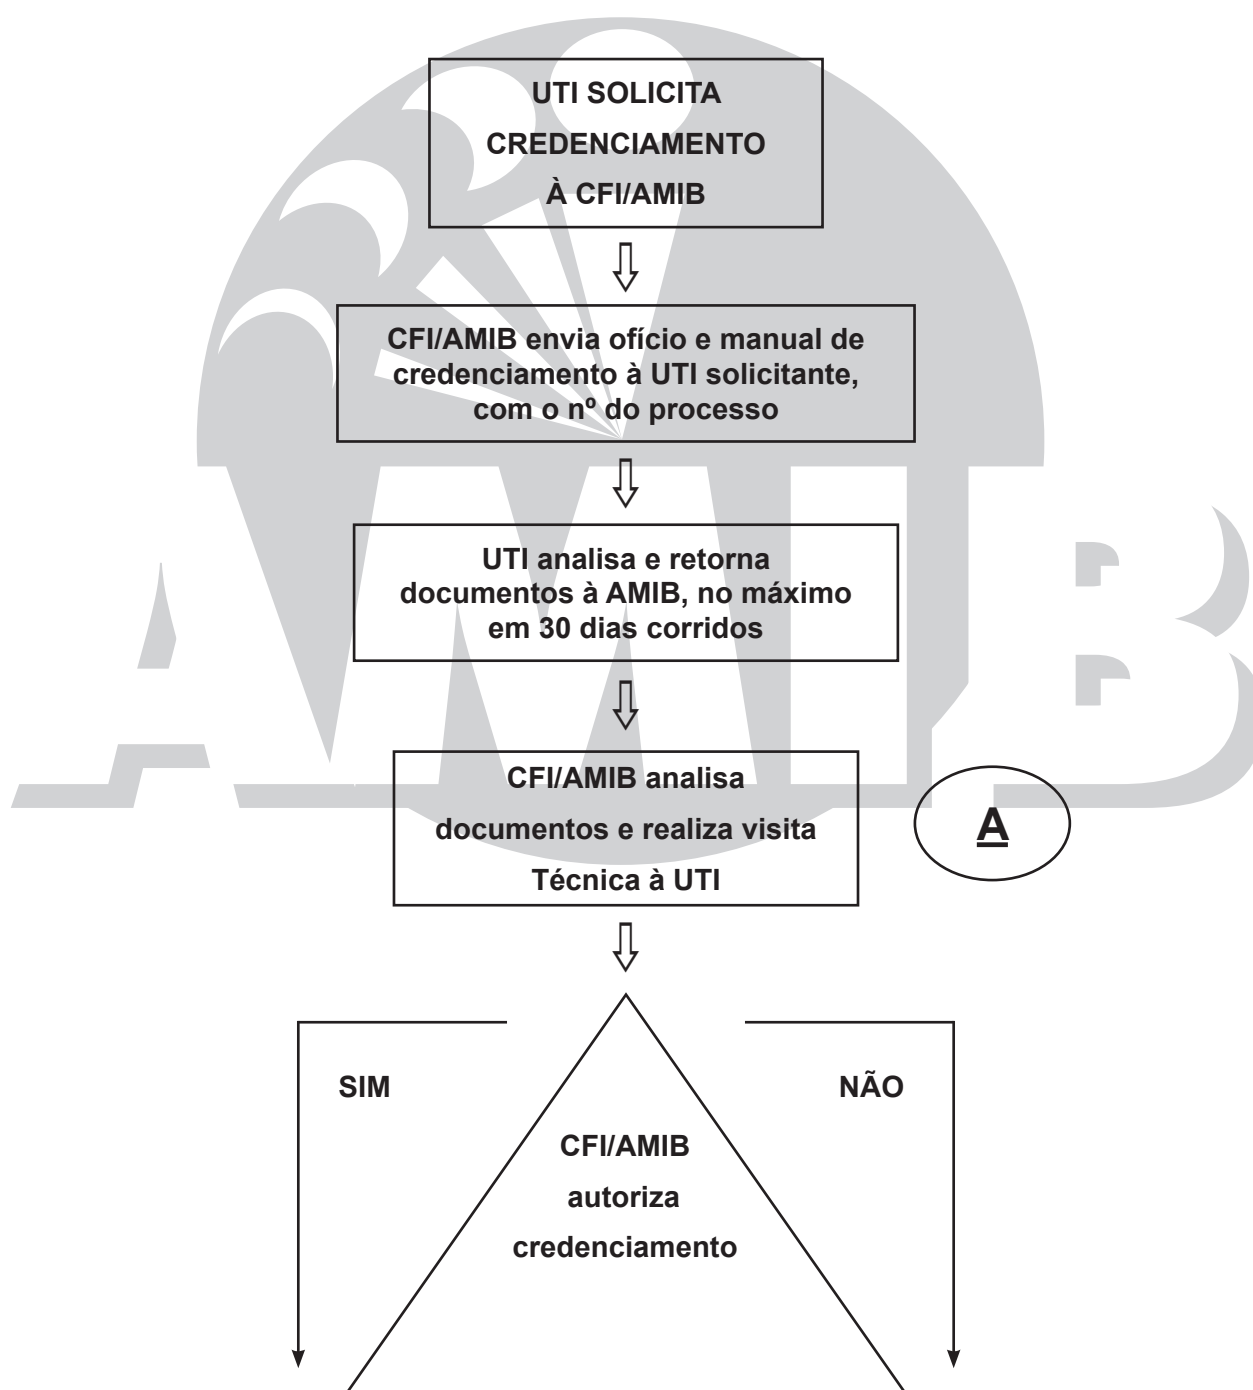 UTI SOLICITA
CREDENCIAMENTO
À CFI/AMIB
CFI/AMIB envia ofício e manual de
credenciamento à UTI solicitante,
com o nº do processo
UTI analisa e retorna
documentos à AMIB, no máximo
em 30 dias corridos
CFI/AMIB analisa
documentos e realiza visita
Técnica à UTI
A
SIM
NÃO
CFI/AMIB
autoriza
credenciamento
AMIB